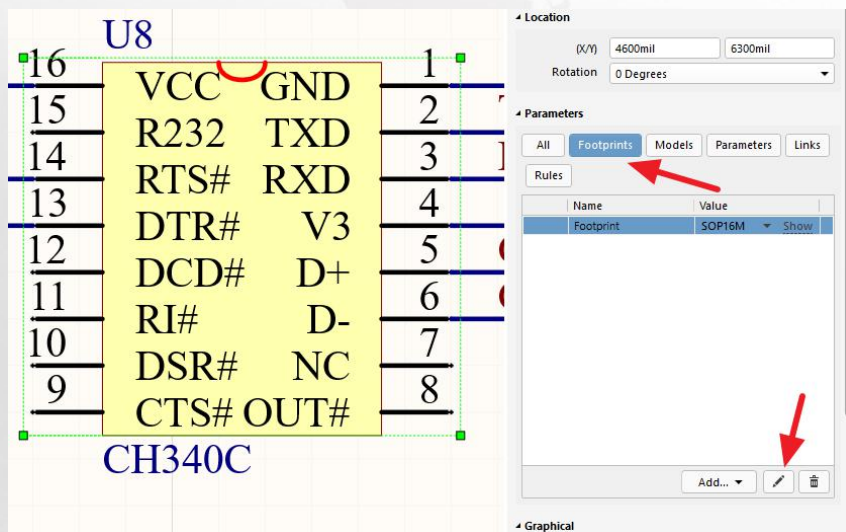 U8
16 VCC GND 1
15 R232 TXD 2
14 RTS# RXD 3
13 DTR# V3 4
12 DCD# D+ 5
11 RI# D- 6
10 DSR# NC 7
9 CTS# OUT# 8
CH340C
Location
(X/Y) 4600mil 6300mil
Rotation 0 Degrees
Parameters
All Footprints Models Parameters Links
Rules
Name Value
Footprint SOP16M Show
Add...
Graphical